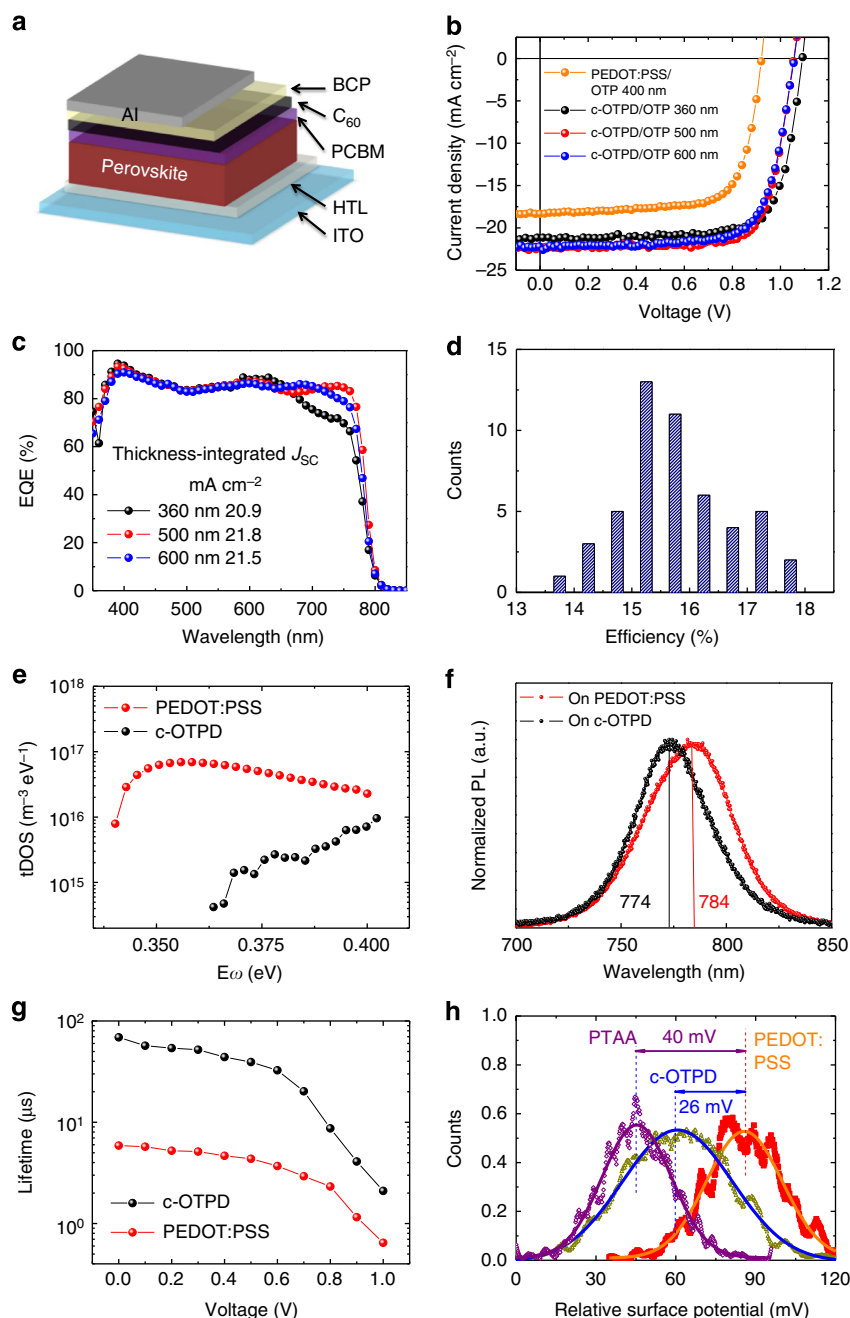 a
BCP
C60
PCBM
HTL
ITO
Al
Perovskite
b
Current density (mA cm–2)
0
–5
–10
–15
–20
–25
PEDOT:PSS/
OTP 400 nm
c-OTPD/OTP 360 nm
c-OTPD/OTP 500 nm
c-OTPD/OTP 600 nm
0.0 0.2 0.4 0.6 0.8 1.0 1.2
Voltage (V)
c
EQE (%)
100
80
60
40
20
0
Thickness-integrated JSC
mA cm–2
360 nm 20.9
500 nm 21.8
600 nm 21.5
400 500 600 700 800
Wavelength (nm)
d
Counts
15
10
5
0
13 14 15 16 17 18
Efficiency (%)
e
tDOS (m–3 eV–1)
1018
1017
1016
1015
PEDOT:PSS
c-OTPD
0.350 0.375 0.400
Eω (eV)
f
Normalized PL (a.u.)
On PEDOT:PSS
On c-OTPD
774
784
700 750 800 850
Wavelength (nm)
g
Lifetime (µs)
102
101
100
c-OTPD
PEDOT:PSS
0.0 0.2 0.4 0.6 0.8 1.0
Voltage (V)
h
Counts
1.0
0.8
0.6
0.4
0.2
0.0
PTAA
40 mV
PEDOT:
PSS
c-OTPD
26 mV
0 30 60 90 120
Relative surface potential (mV)